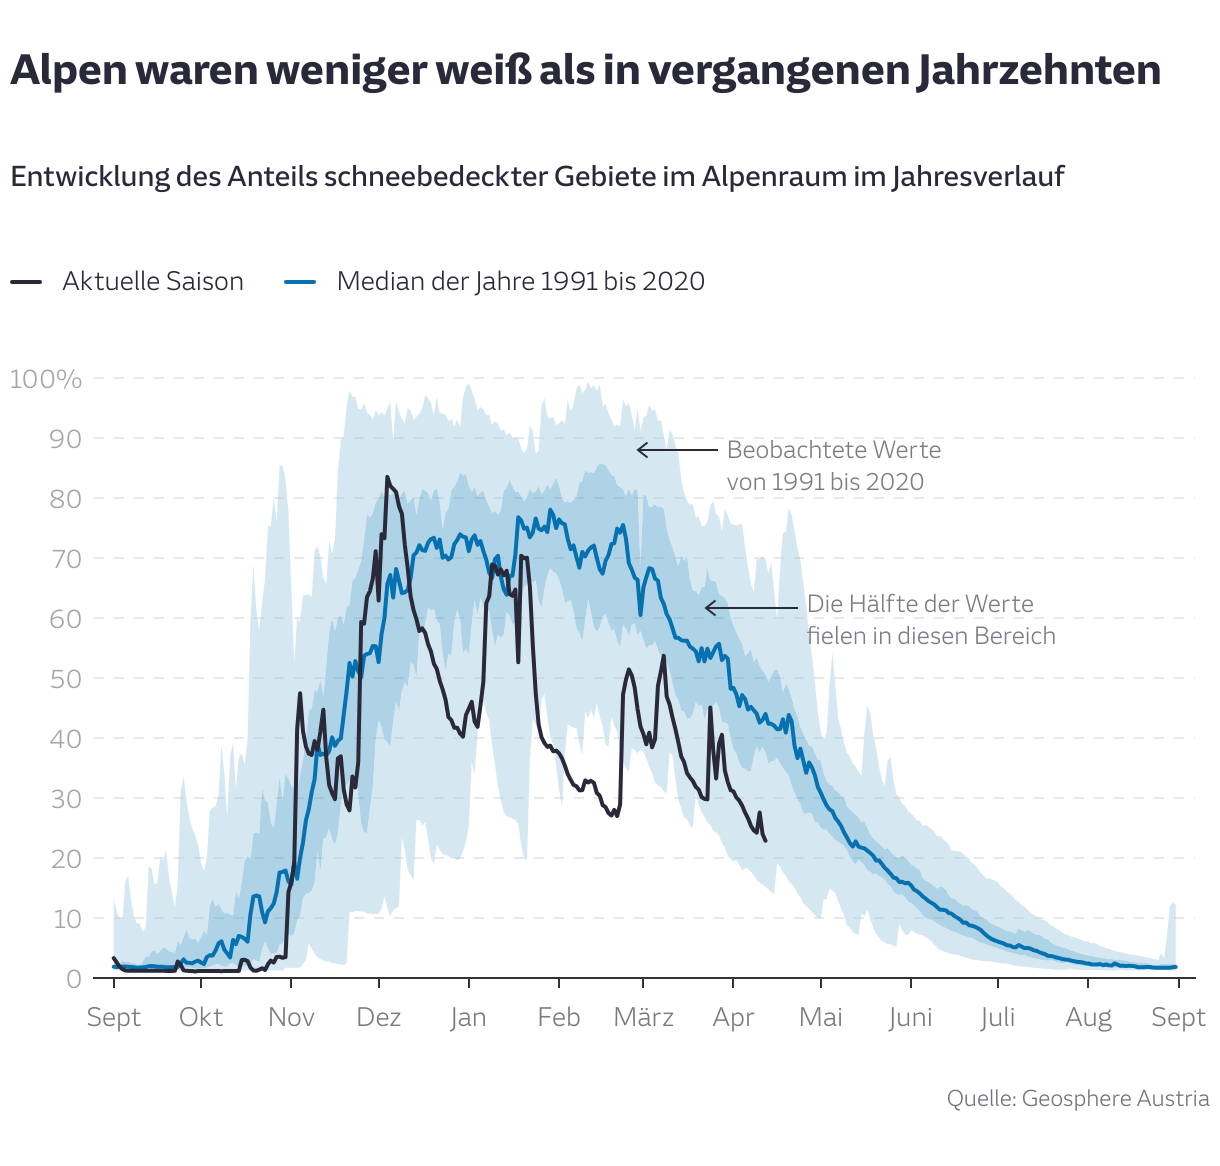 Alpen waren weniger weiß als in vergangenen Jahrzehnten
Entwicklung des Anteils schneebedeckter Gebiete im Alpenraum im Jahresverlauf
Aktuelle Saison Median der Jahre 1991 bis 2020
100%
90
Beobachtete Werte
von 1991 bis 2020
80
70
60
Die Hälfte der Werte
fielen in diesen Bereich
50
40
30
20
10
0
Sept Okt Nov Dez Jan Feb März Apr Mai Juni Juli Aug Sept
Quelle: Geosphere Austria